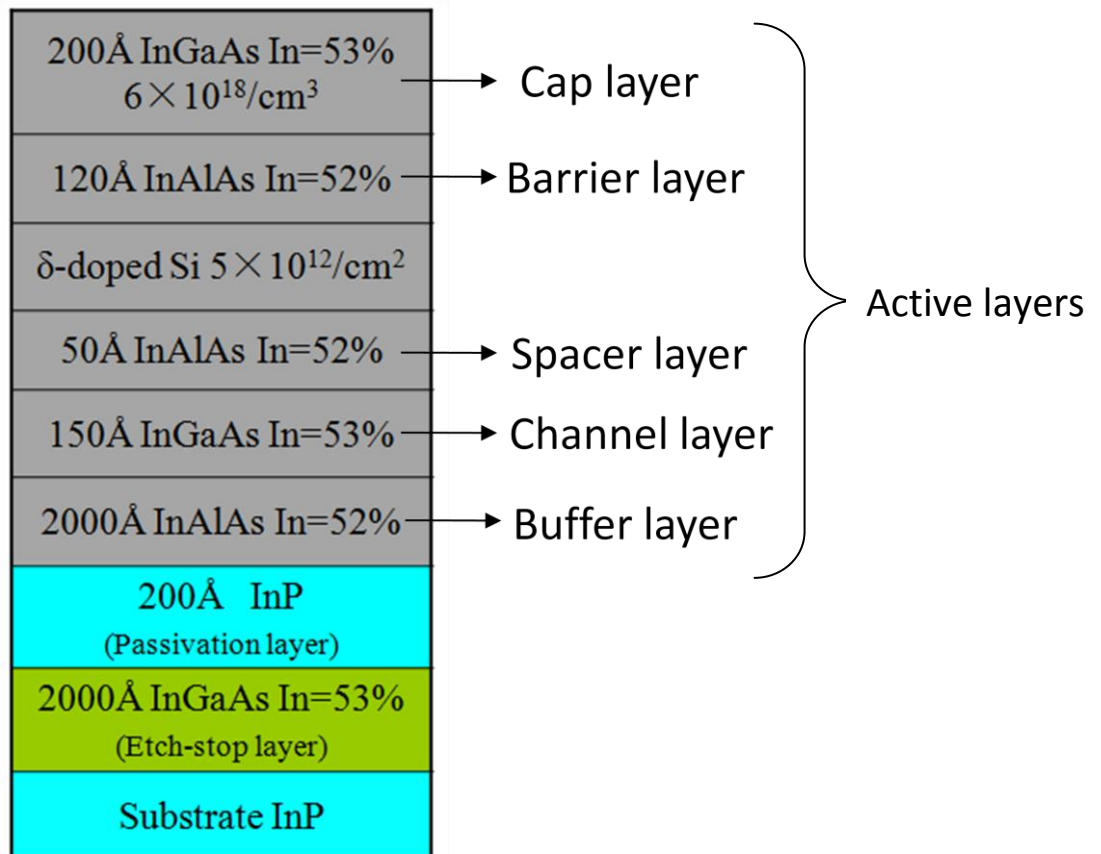 200Å InGaAs In=53%
6×10¹⁸/cm³
Cap layer
120Å InAlAs In=52%
Barrier layer
δ-doped Si 5×10¹²/cm²
Active layers
50Å InAlAs In=52%
Spacer layer
150Å InGaAs In=53%
Channel layer
2000Å InAlAs In=52%
Buffer layer
200Å InP
(Passivation layer)
2000Å InGaAs In=53%
(Etch-stop layer)
Substrate InP